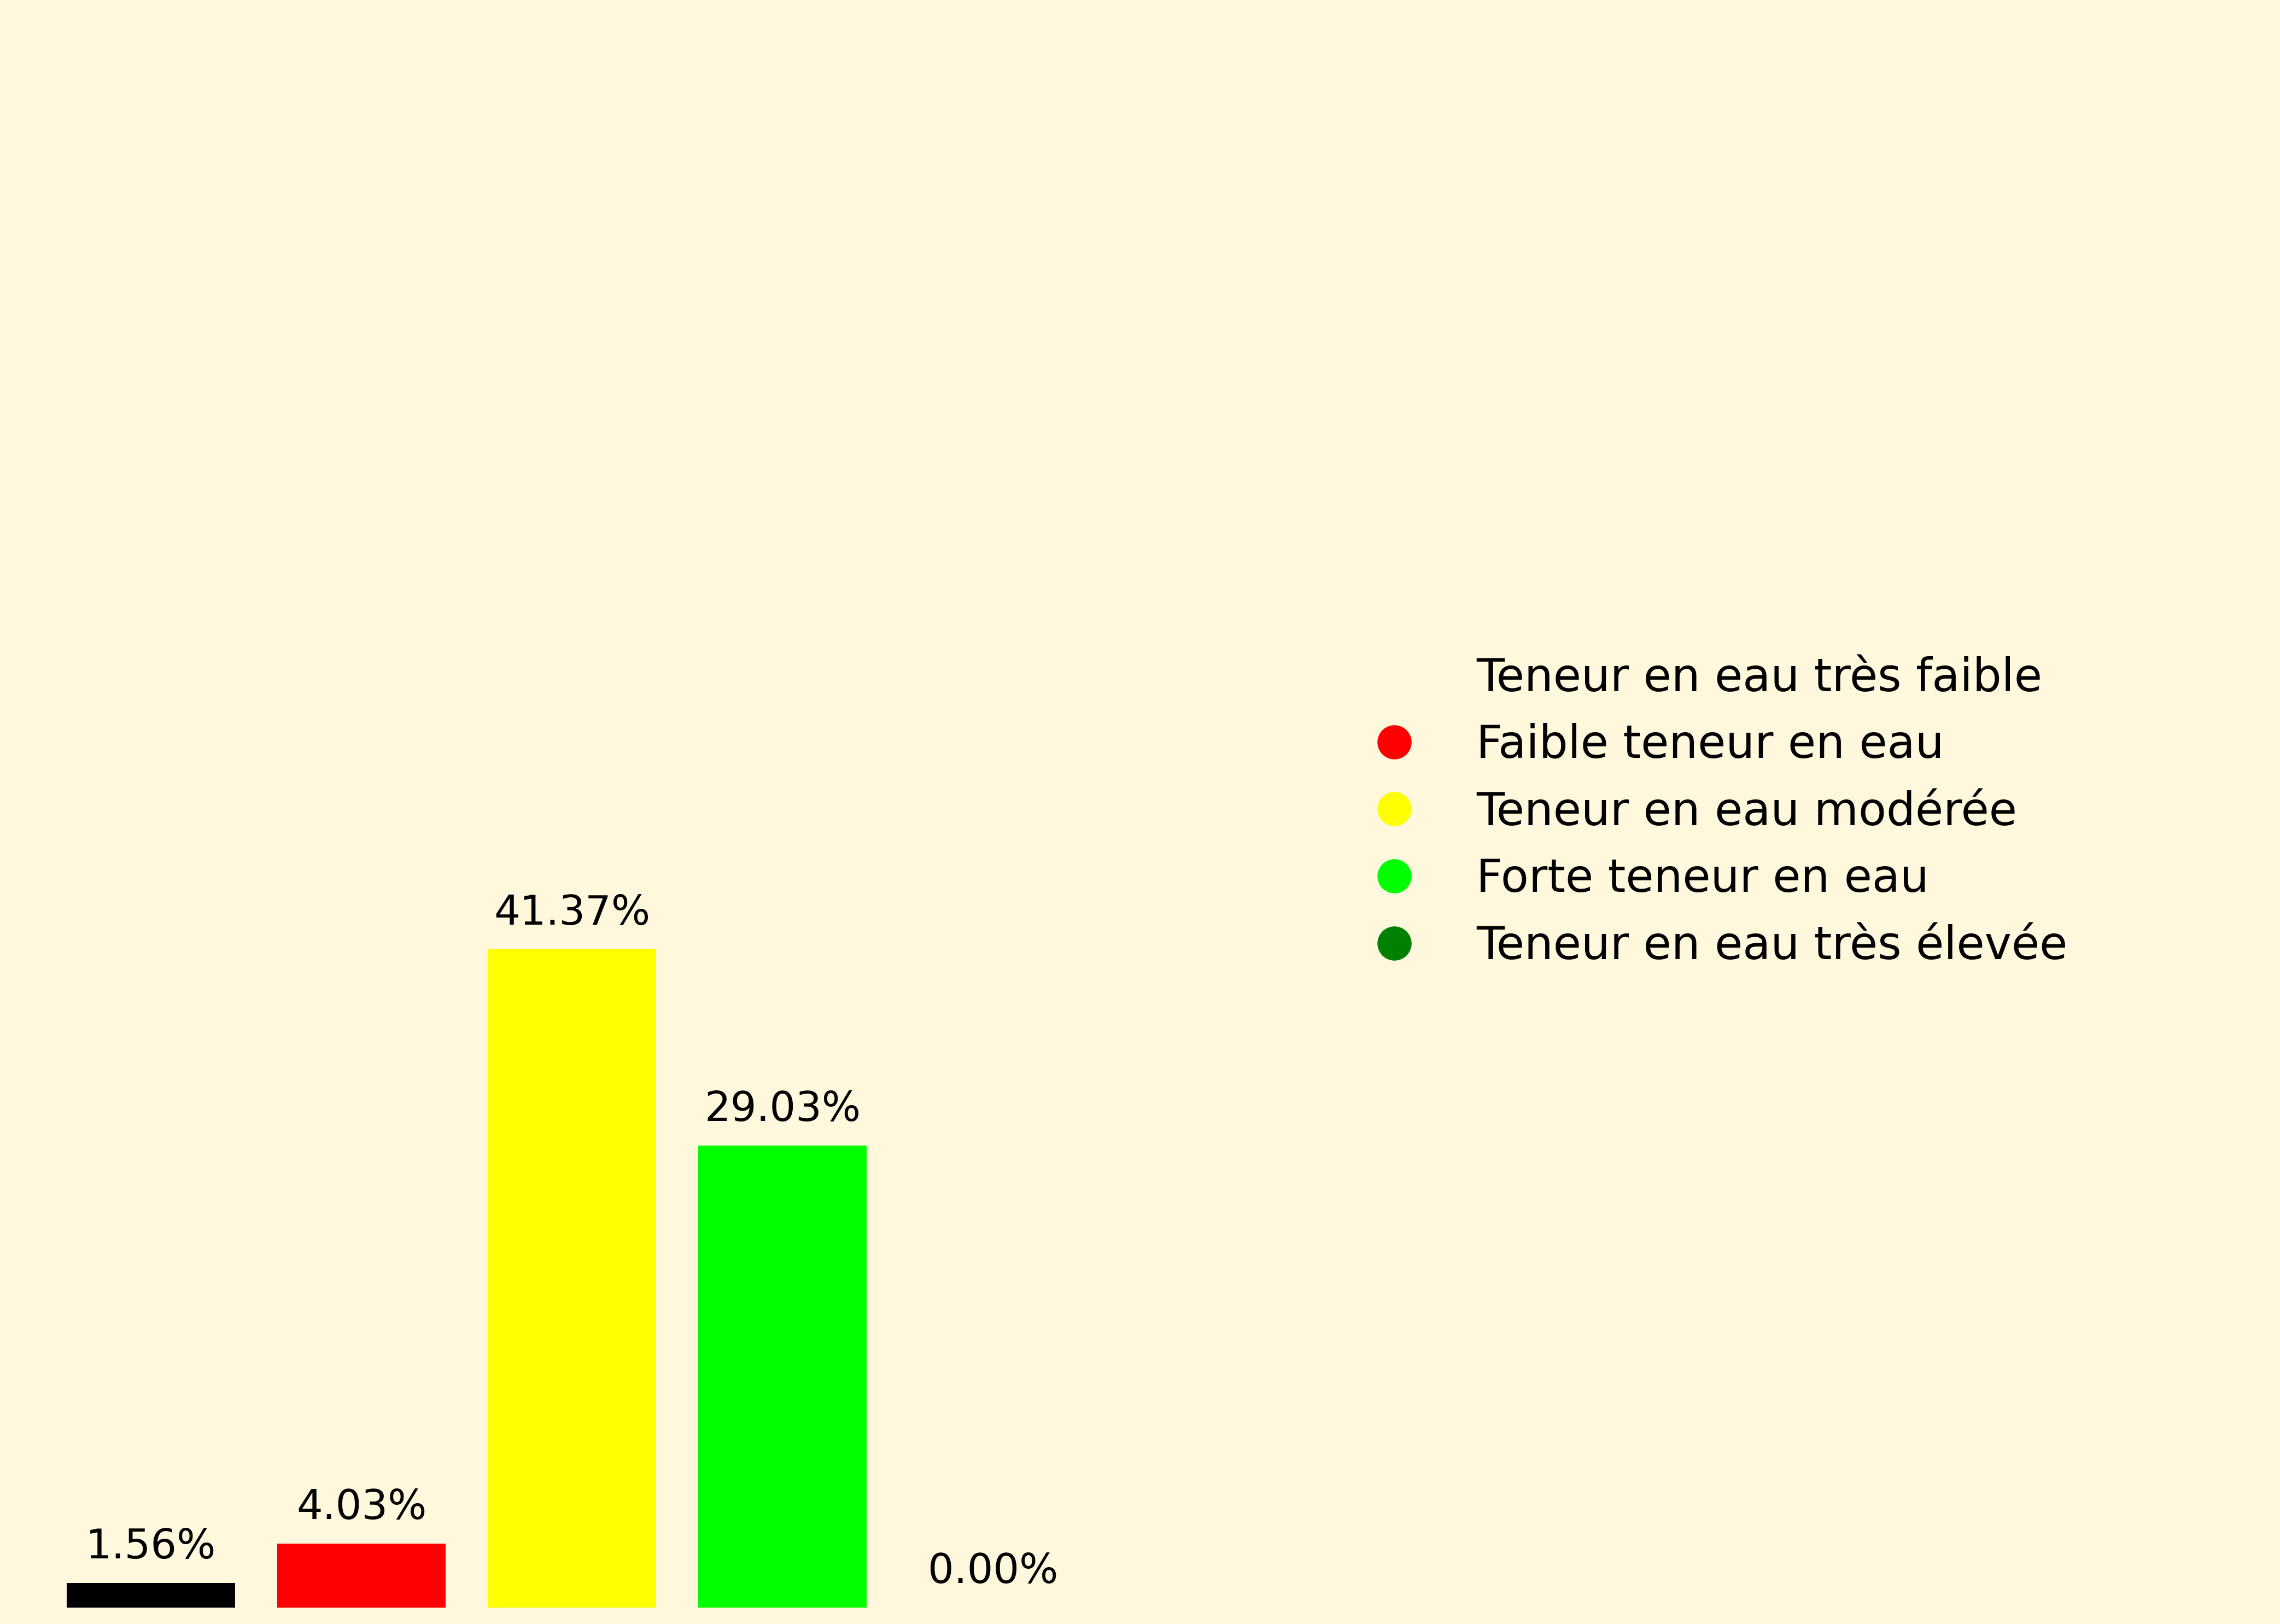 Teneur en eau très faible
Faible teneur en eau
Teneur en eau modérée
Forte teneur en eau
Teneur en eau très élevée
41.37%
29.03%
4.03%
1.56%
0.00%